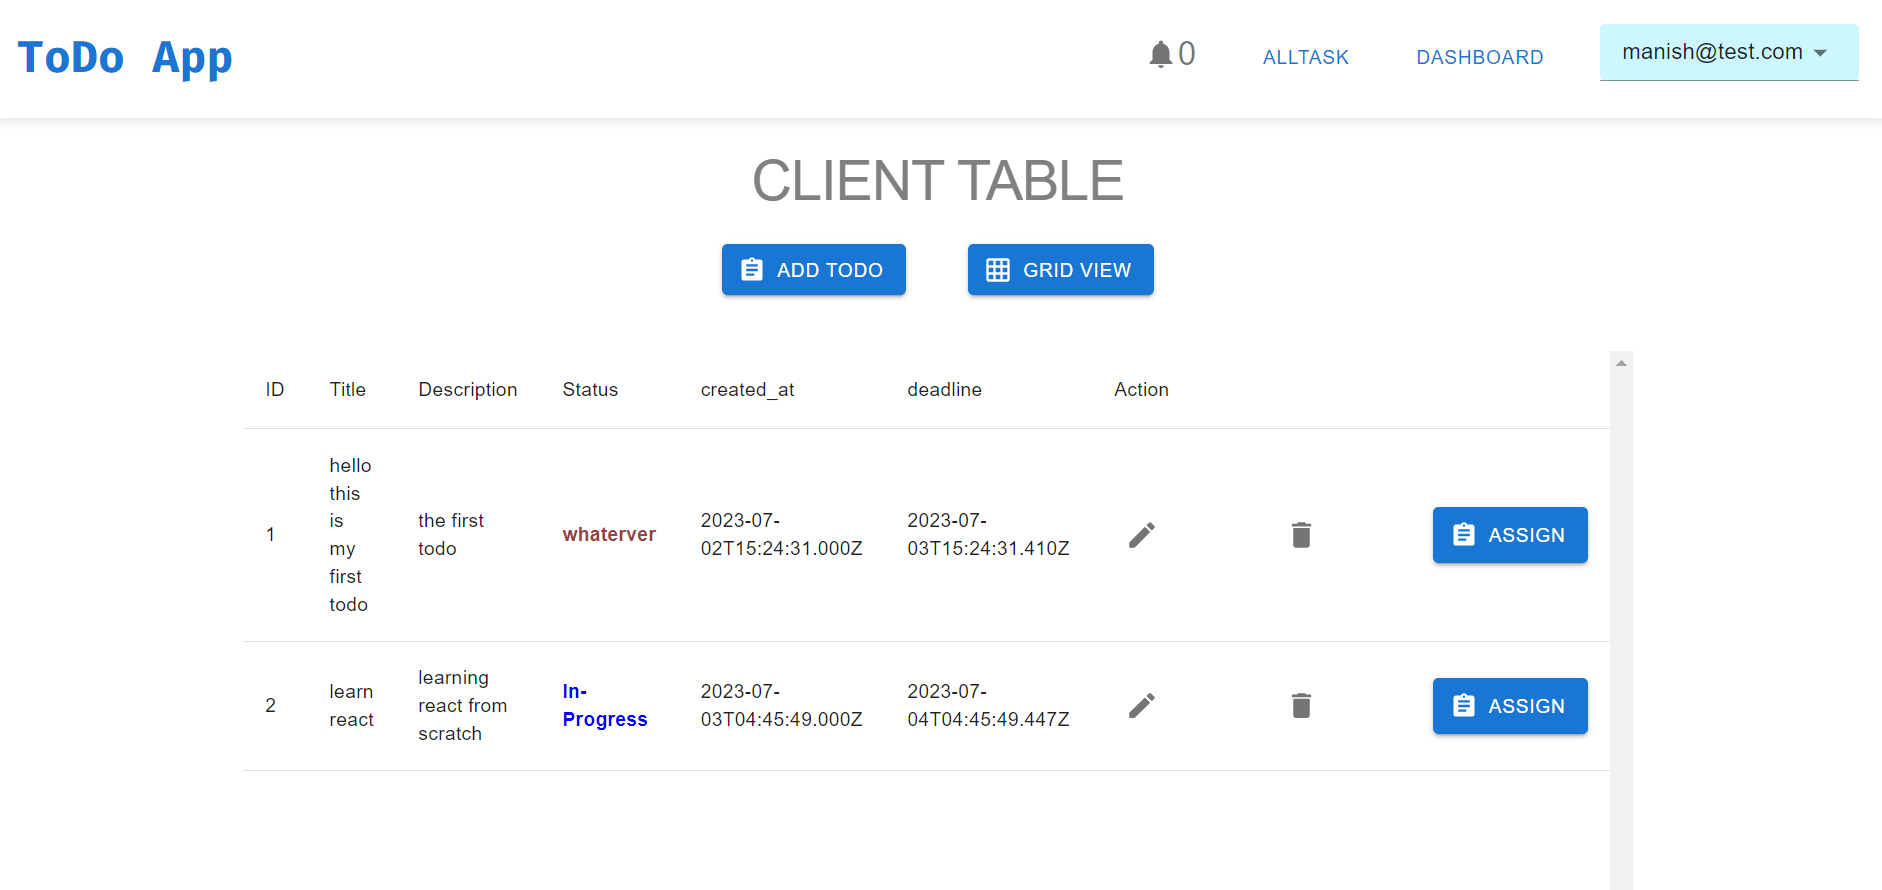 ToDo App
0
ALLTASK
DASHBOARD
manish@test.com
CLIENT TABLE
ADD TODO
GRID VIEW
ID
Title
Description
Status
created_at
deadline
Action
1
hello
this
is
my
first
todo
the first
todo
whaterver
2023-07-
02T15:24:31.000Z
2023-07-
03T15:24:31.410Z
ASSIGN
2
learn
react
learning
react from
scratch
In-
Progress
2023-07-
03T04:45:49.000Z
2023-07-
04T04:45:49.447Z
ASSIGN